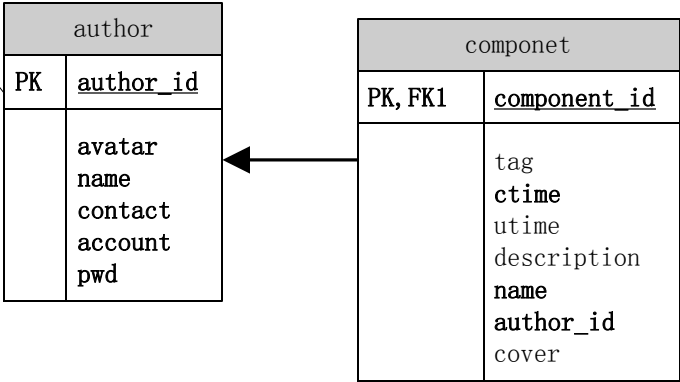 author
PK author_id
avatar
name
contact
account
pwd
componet
PK,FK1 component_id
tag
ctime
utime
description
name
author_id
cover